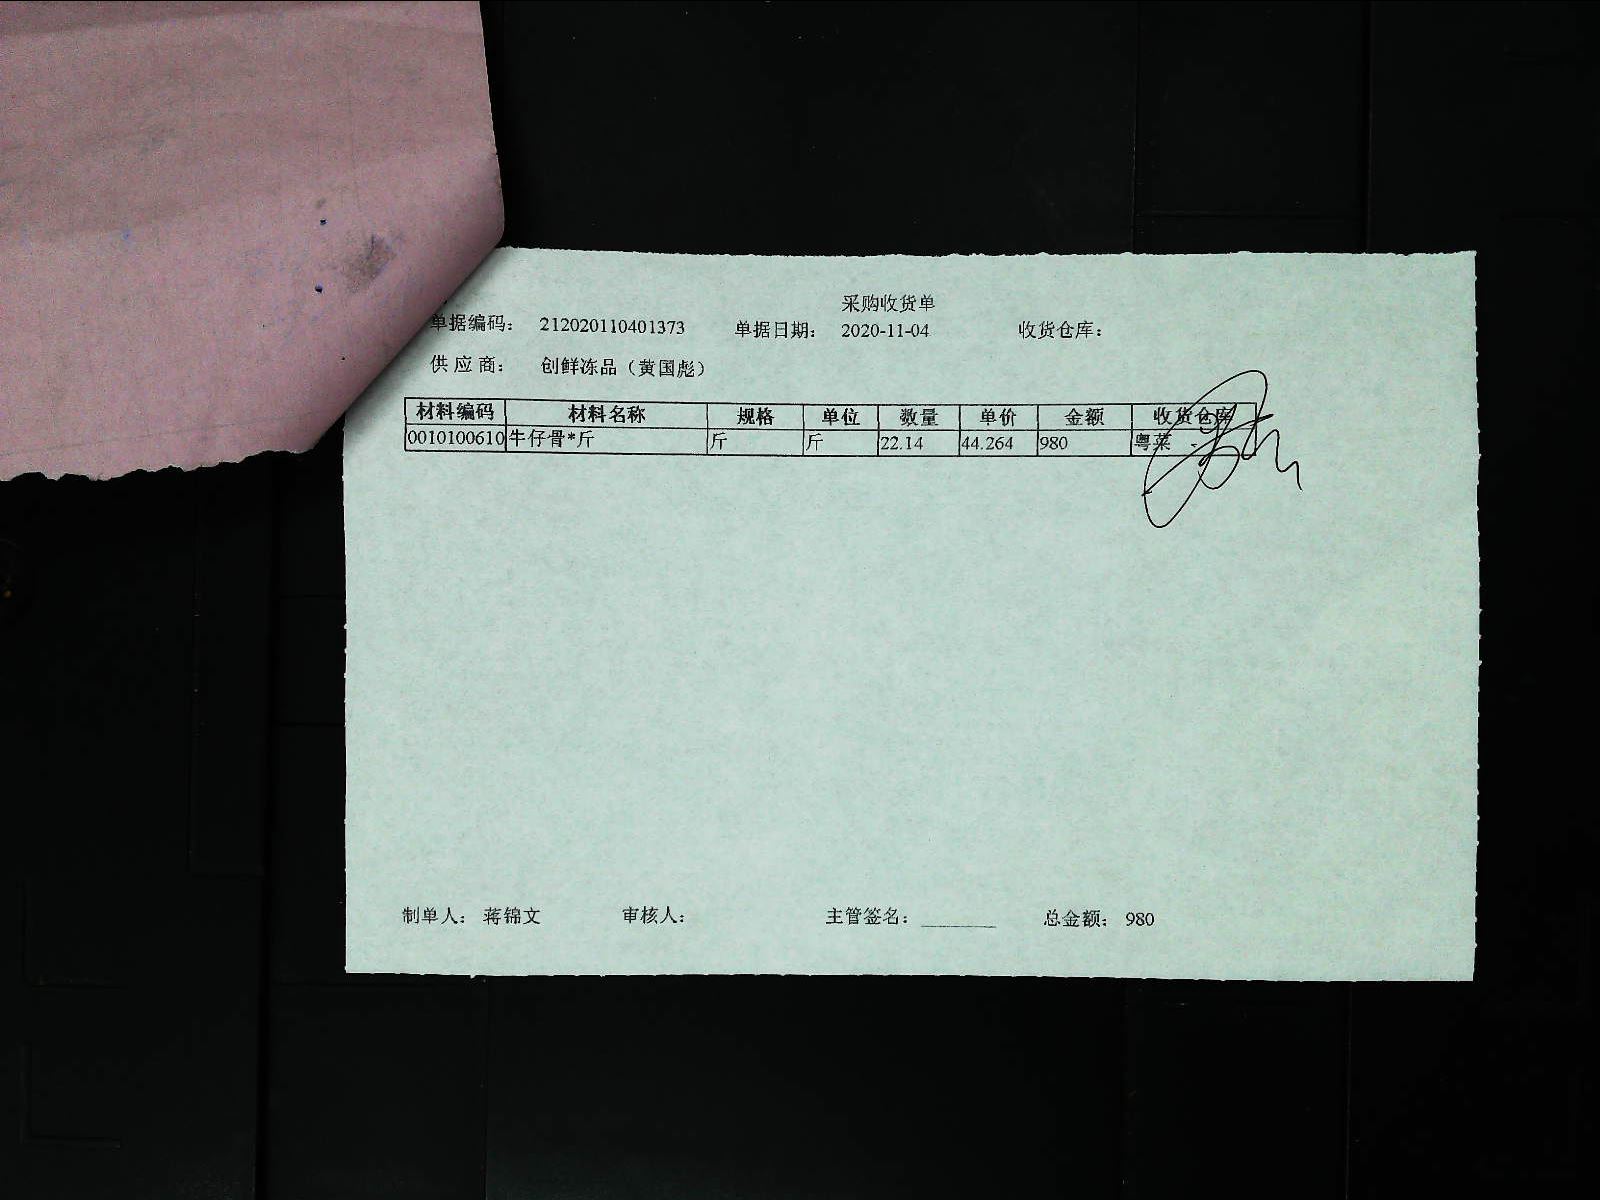 采购收货单
单据编码： 212020110401373 单据日期： 2020-11-04 收货仓库：
供应商： 创鲜冻品（黄国彪）
材料编码 材料名称 规格 单位 数量 单价 金额 收货仓库
0010100610 牛仔骨*斤 斤 斤 22.14 44.264 980 粤菜
制单人： 蒋锦文 审核人： 主管签名： 总金额： 980